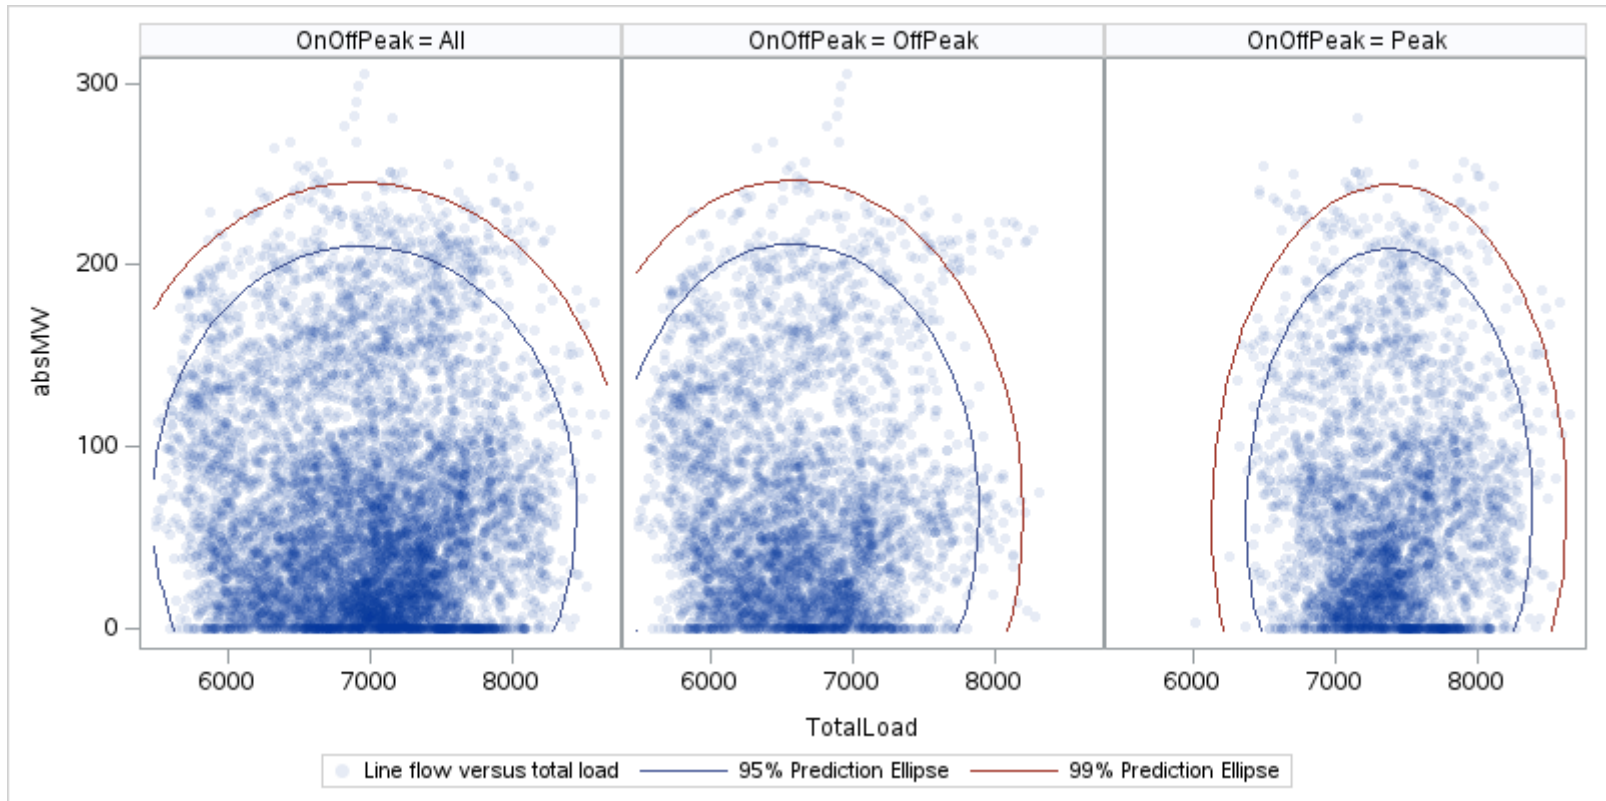 OnOffPeak = All
OnOffPeak = OffPeak
OnOffPeak = Peak
300
200
100
0
absMW
6000 7000 8000
6000 7000 8000
6000 7000 8000
TotalLoad
Line flow versus total load 95% Prediction Ellipse 99% Prediction Ellipse